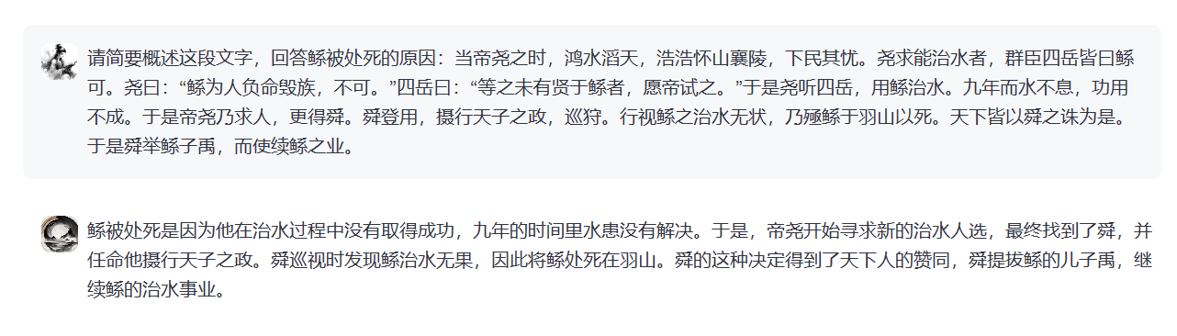 请简要概述这段文字，回答鲧被处死的原因：当帝尧之时，鸿水滔天，浩浩怀山襄陵，下民其忧。尧求能治水者，群臣四岳皆曰鲧
可。尧曰：“鲧为人负命毁族，不可。”四岳曰：“等之未有贤于鲧者，愿帝试之。”于是尧听四岳，用鲧治水。九年而水不息，功用
不成。于是帝尧乃求人，更得舜。舜登用，摄行天子之政，巡狩。行视鲧之治水无状，乃殛鲧于羽山以死。天下皆以舜之诛为是。
于是舜举鲧子禹，而使续鲧之业。
鲧被处死是因为他在治水过程中没有取得成功，九年的时间里水患没有解决。于是，帝尧开始寻求新的治水人选，最终找到了舜，并
任命他摄行天子之政。舜巡视时发现鲧治水无果，因此将鲧处死在羽山。舜的这种决定得到了天下人的赞同，舜提拔鲧的儿子禹，继
续鲧的治水事业。